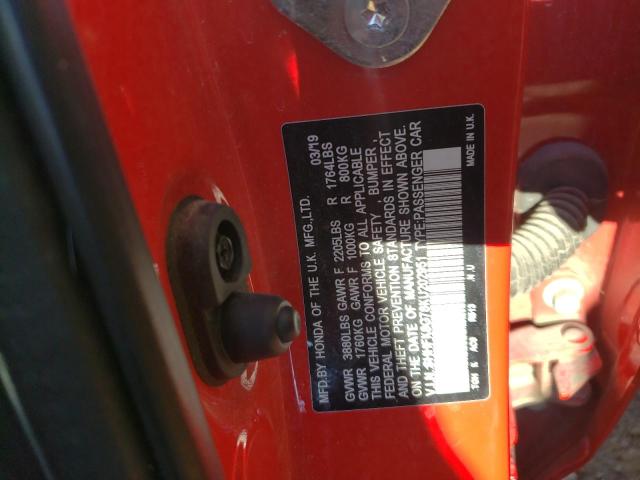 MFD.BY HONDA OF THE U.K. MFG.,LTD. 03/19
GVWR 3880LBS GAWR F 2205LBS R 1764LBS
GVWR 1760KG GAWR F 1000KG R 800KG
THIS VEHICLE CONFORMS TO ALL APPLICABLE
FEDERAL MOTOR VEHICLE SAFETY , BUMPER ,
AND THEFT PREVENTION STANDARDS IN EFFECT
ON THE DATE OF MANUFACTURE SHOWN ABOVE.
TYPE:PASSENGER CAR
MADE IN U.K.